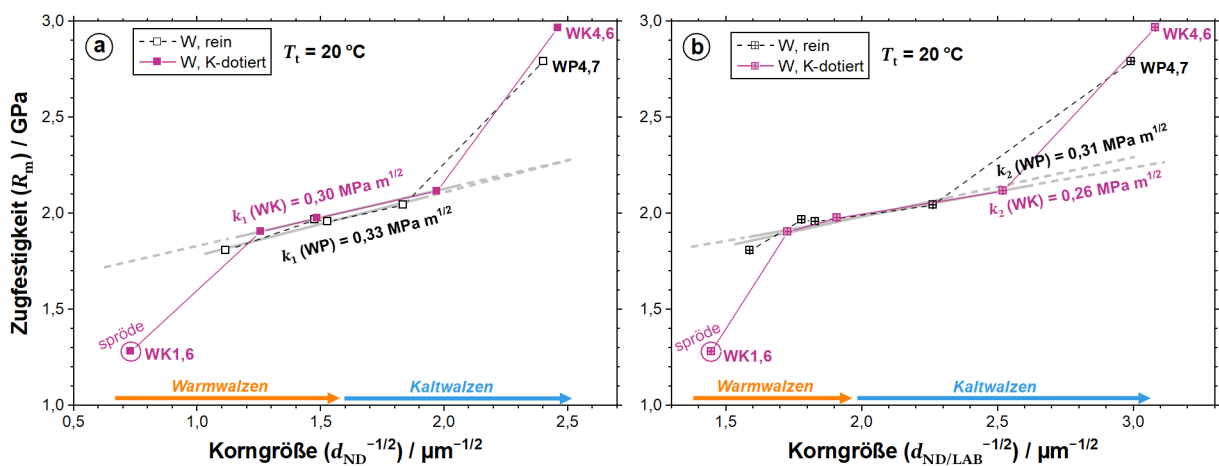 Zugfestigkeit (Rm) / GPa
3,0
2,5
2,0
1,5
1,0
a
W, rein
W, K-dotiert
Tt = 20 °C
WK4,6
WP4,7
k1 (WK) = 0,30 MPa m1/2
k1 (WP) = 0,33 MPa m1/2
spröde
WK1,6
Warmwalzen
Kaltwalzen
0,5
1,0
1,5
2,0
2,5
Korngröße (dND−1/2) / µm−1/2
3,0
2,5
2,0
1,5
1,0
b
W, rein
W, K-dotiert
Tt = 20 °C
WK4,6
WP4,7
k2 (WP) = 0,31 MPa m1/2
k2 (WK) = 0,26 MPa m1/2
spröde
WK1,6
Warmwalzen
Kaltwalzen
1,5
2,0
2,5
3,0
Korngröße (dND/LAB−1/2) / µm−1/2